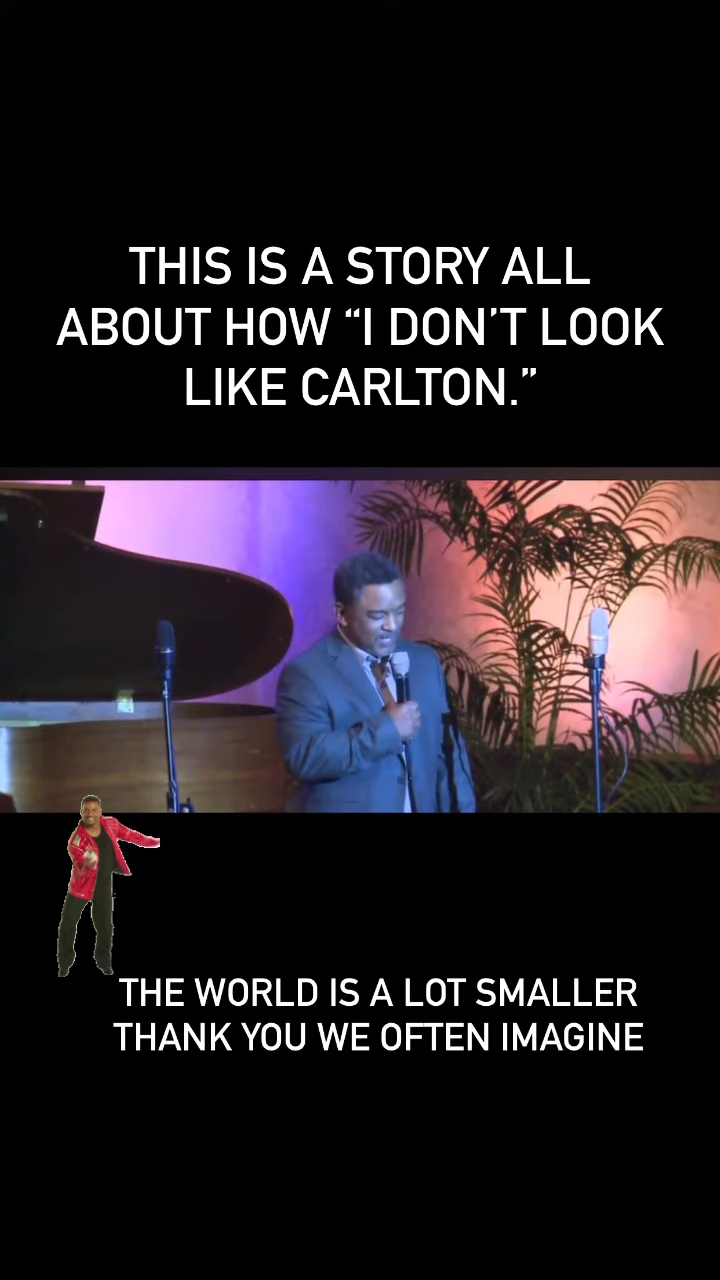 THIS IS A STORY ALL
ABOUT HOW “I DON’T LOOK
LIKE CARLTON.”
THE WORLD IS A LOT SMALLER
THANK YOU WE OFTEN IMAGINE